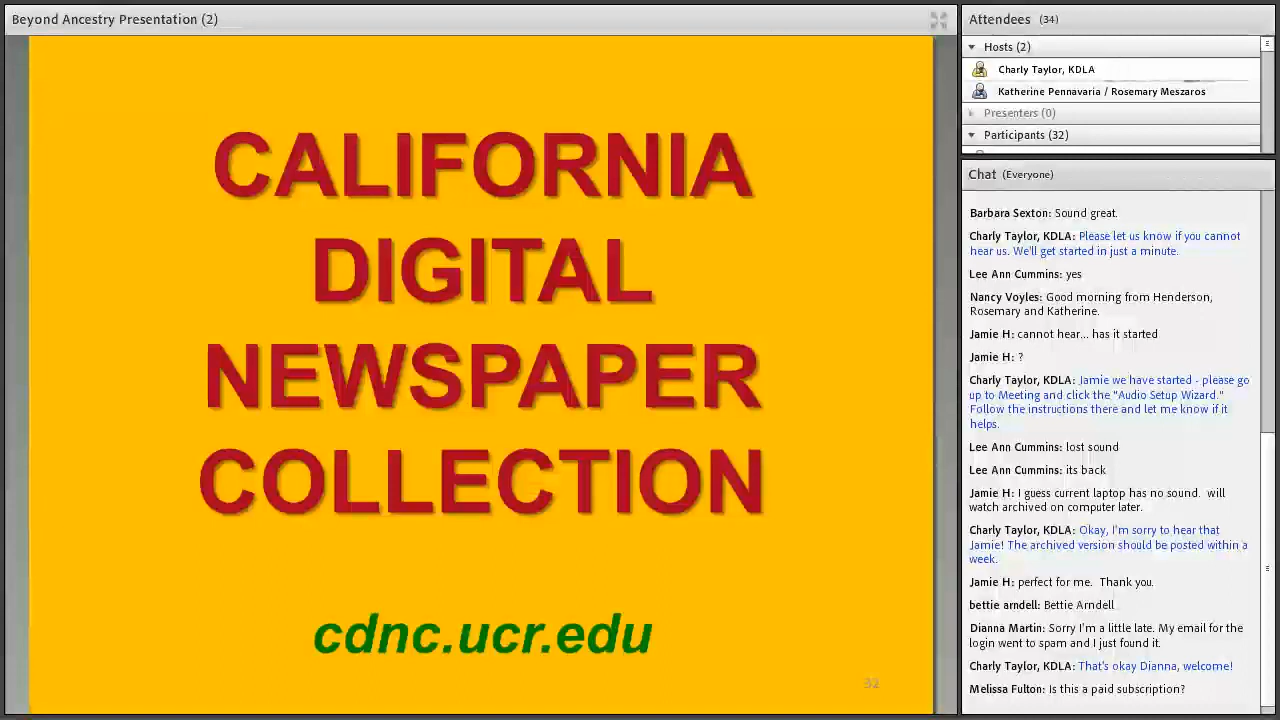 Beyond Ancestry Presentation (2)
CALIFORNIA
DIGITAL
NEWSPAPER
COLLECTION
cdnc.ucr.edu
32
Attendees (34)
Hosts (2)
Charly Taylor, KDLA
Katherine Pennavaria / Rosemary Meszaros
Presenters (0)
Participants (32)
Chat (Everyone)
Barbara Sexton: Sound great.
Charly Taylor, KDLA: Please let us know if you cannot
hear us. We'll get started in just a minute.
Lee Ann Cummins: yes
Nancy Voyles: Good morning from Henderson,
Rosemary and Katherine.
Jamie H: cannot hear... has it started
Jamie H: ?
Charly Taylor, KDLA: Jamie we have started - please go
up to Meeting and click the "Audio Setup Wizard."
Follow the instructions there and let me know if it
helps.
Lee Ann Cummins: lost sound
Lee Ann Cummins: its back
Jamie H: I guess current laptop has no sound. will
watch archived on computer later.
Charly Taylor, KDLA: Okay, I'm sorry to hear that
Jamie! The archived version should be posted within a
week.
Jamie H: perfect for me. Thank you.
bettie arndell: Bettie Arndell
Dianna Martin: Sorry I'm a little late. My email for the
login went to spam and I just found it.
Charly Taylor, KDLA: That's okay Dianna, welcome!
Melissa Fulton: Is this a paid subscription?